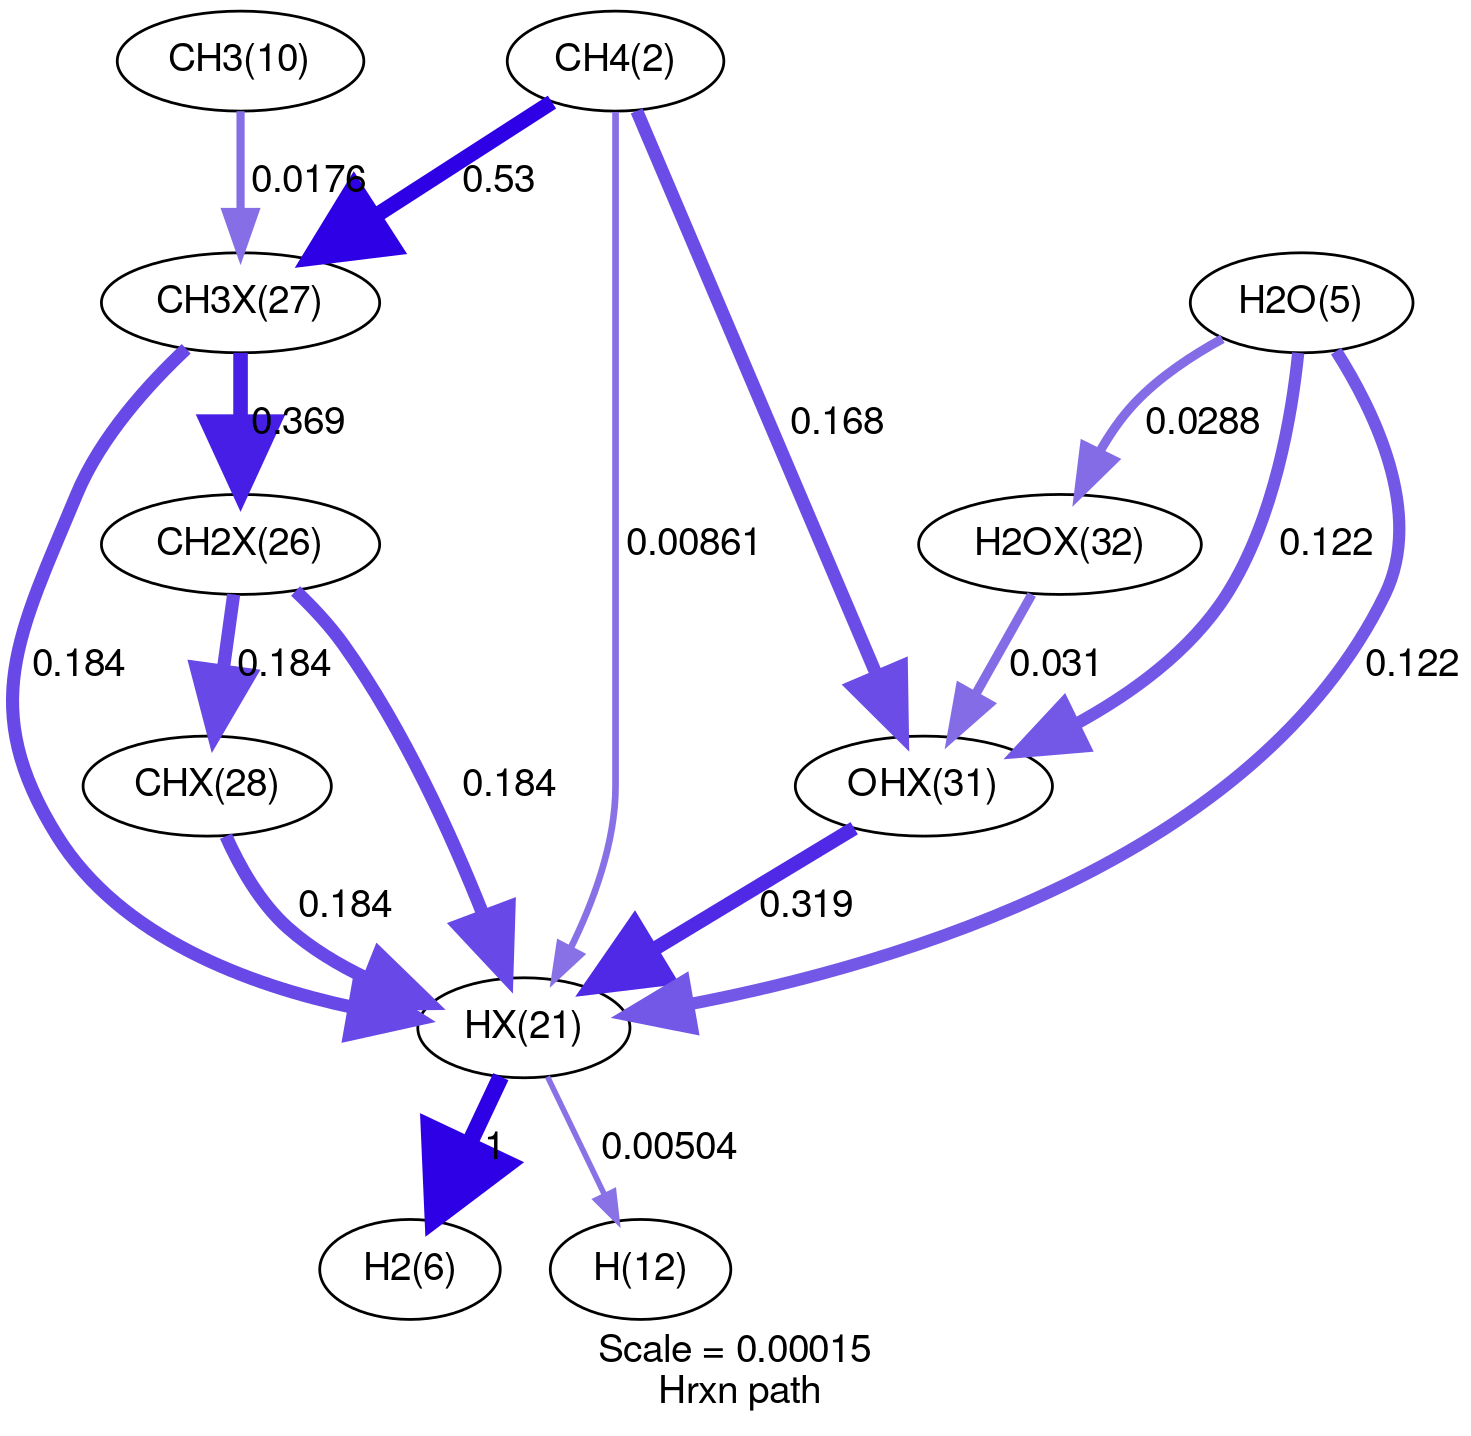 CH3(10)
CH4(2)
0.0176
0.53
CH3X(27)
H2O(5)
0.369
0.168
0.0288
CH2X(26)
0.00861
H2OX(32)
0.122
0.184
0.184
0.031
0.122
CHX(28)
0.184
OHX(31)
0.184
0.319
HX(21)
1
0.00504
H2(6)
H(12)
Scale = 0.00015
Hrxn path